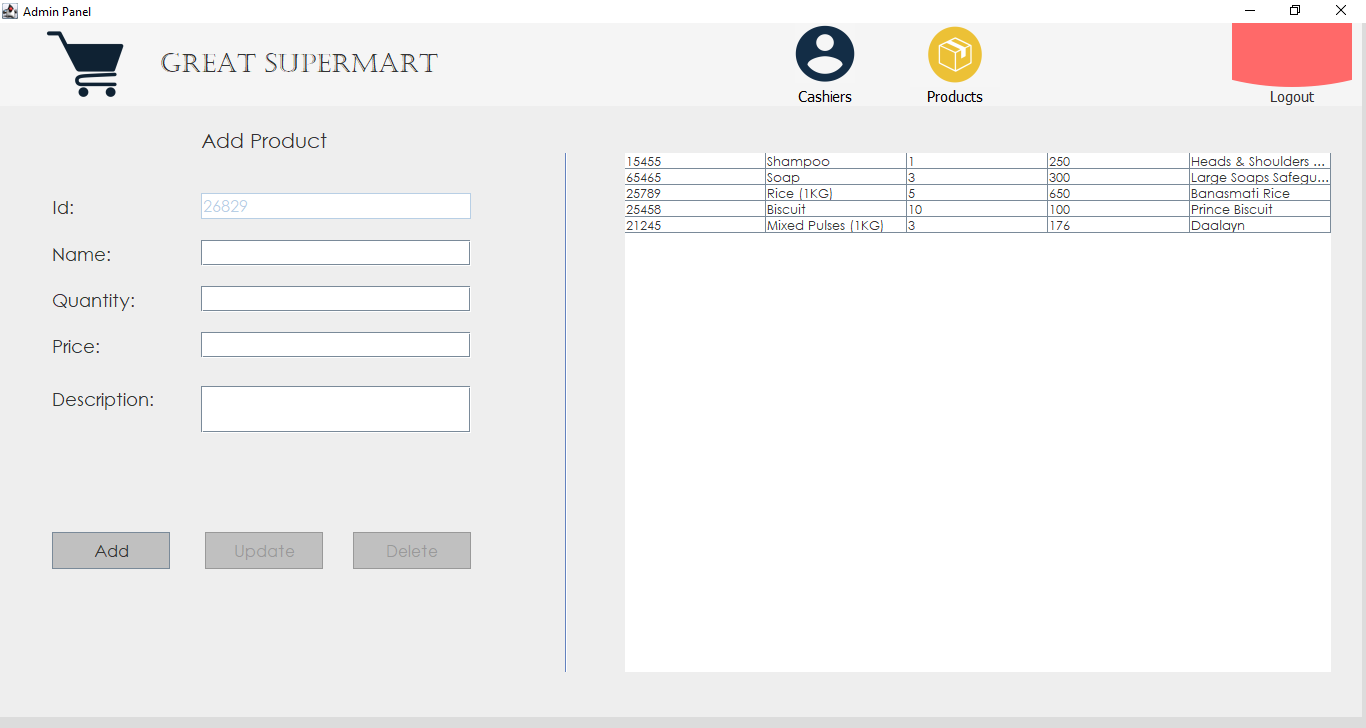 Admin Panel
GREAT SUPERMART
Cashiers
Products
Logout
Add Product
Id: 26829
Name:
Quantity:
Price:
Description:
Add Update Delete
15455 Shampoo 1 250 Heads & Shoulders ...
65465 Soap 3 300 Large Soaps Safegu...
25789 Rice (1KG) 5 650 Banasmati Rice
25458 Biscuit 10 100 Prince Biscuit
21245 Mixed Pulses (1KG) 3 176 Daalayn